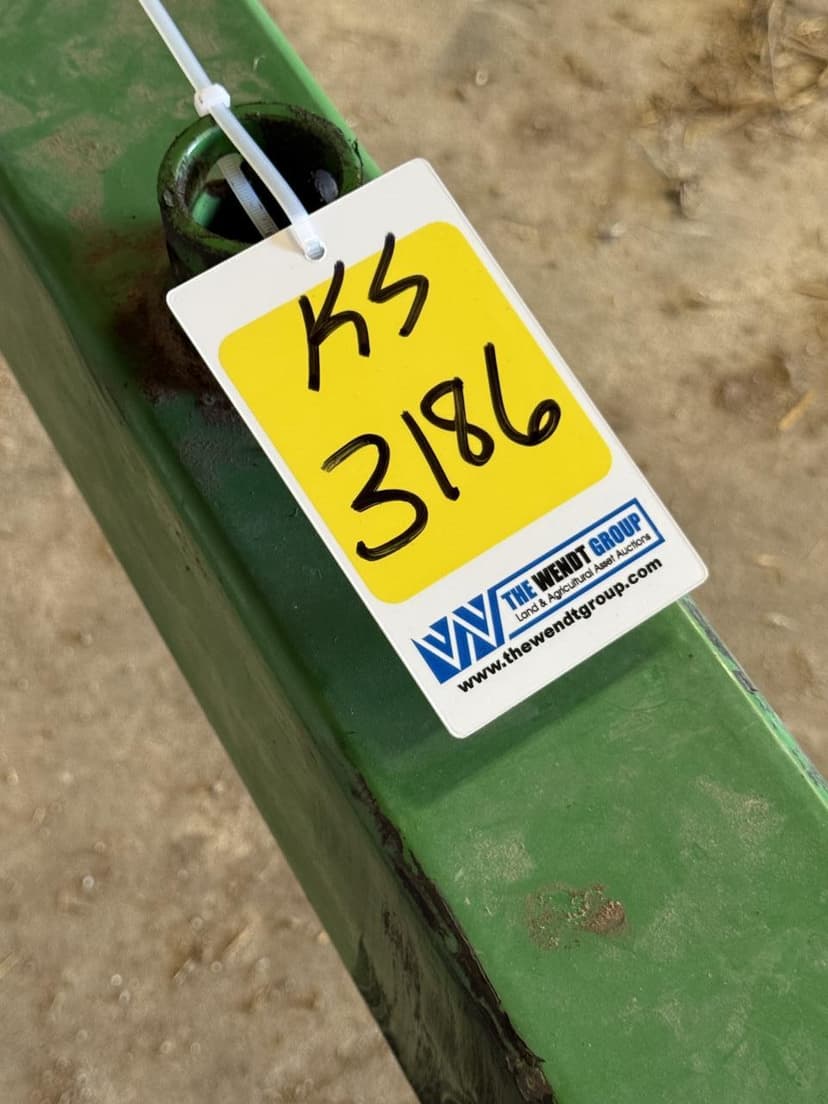 KS
3186
THE WENDT GROUP
Land & Agricultural Asset Auctions
www.thewendtgroup.com